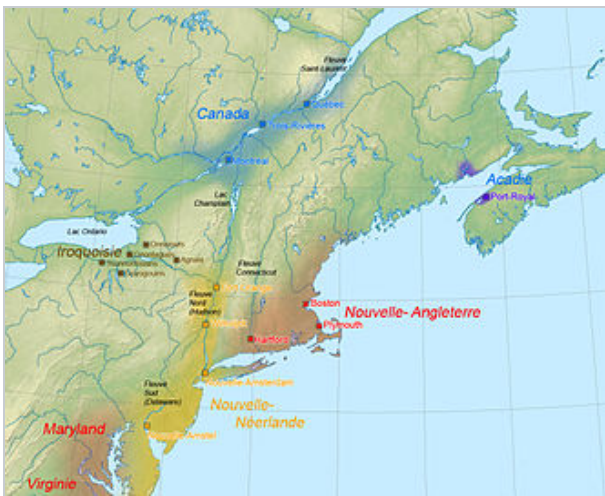 Fleuve
Saint-Laurent
Québec
Canada
Trois-Rivières
Montréal
Acadie
Port-Royal
Lac
Champlain
Lac Ontario
Iroquoisie
Agniers
Fleuve
Connecticut
Fleuve
Nord
(Hudson)
Boston
Nouvelle- Angleterre
Plymouth
Hartford
Nouvelle Amsterdam
Fleuve
Sud
(Delaware)
Nouvelle-
Néerlande
Maryland
Virginie